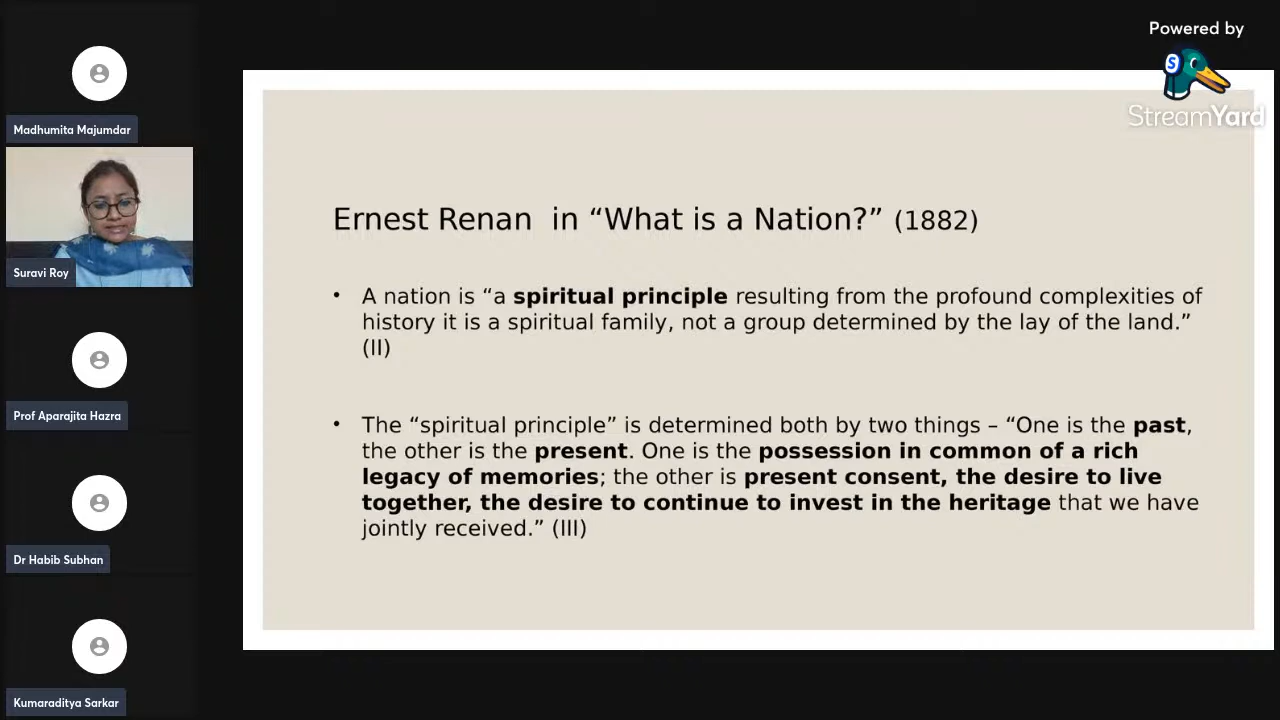 Powered by
StreamYard
Madhumita Majumdar
Suravi Roy
Prof Aparajita Hazra
Dr Habib Subhan
Kumaraditya Sarkar
Ernest Renan  in “What is a Nation?” (1882)
• A nation is “a spiritual principle resulting from the profound complexities of
history it is a spiritual family, not a group determined by the lay of the land.”
(II)
• The “spiritual principle” is determined both by two things – “One is the past,
the other is the present. One is the possession in common of a rich
legacy of memories; the other is present consent, the desire to live
together, the desire to continue to invest in the heritage that we have
jointly received.” (III)